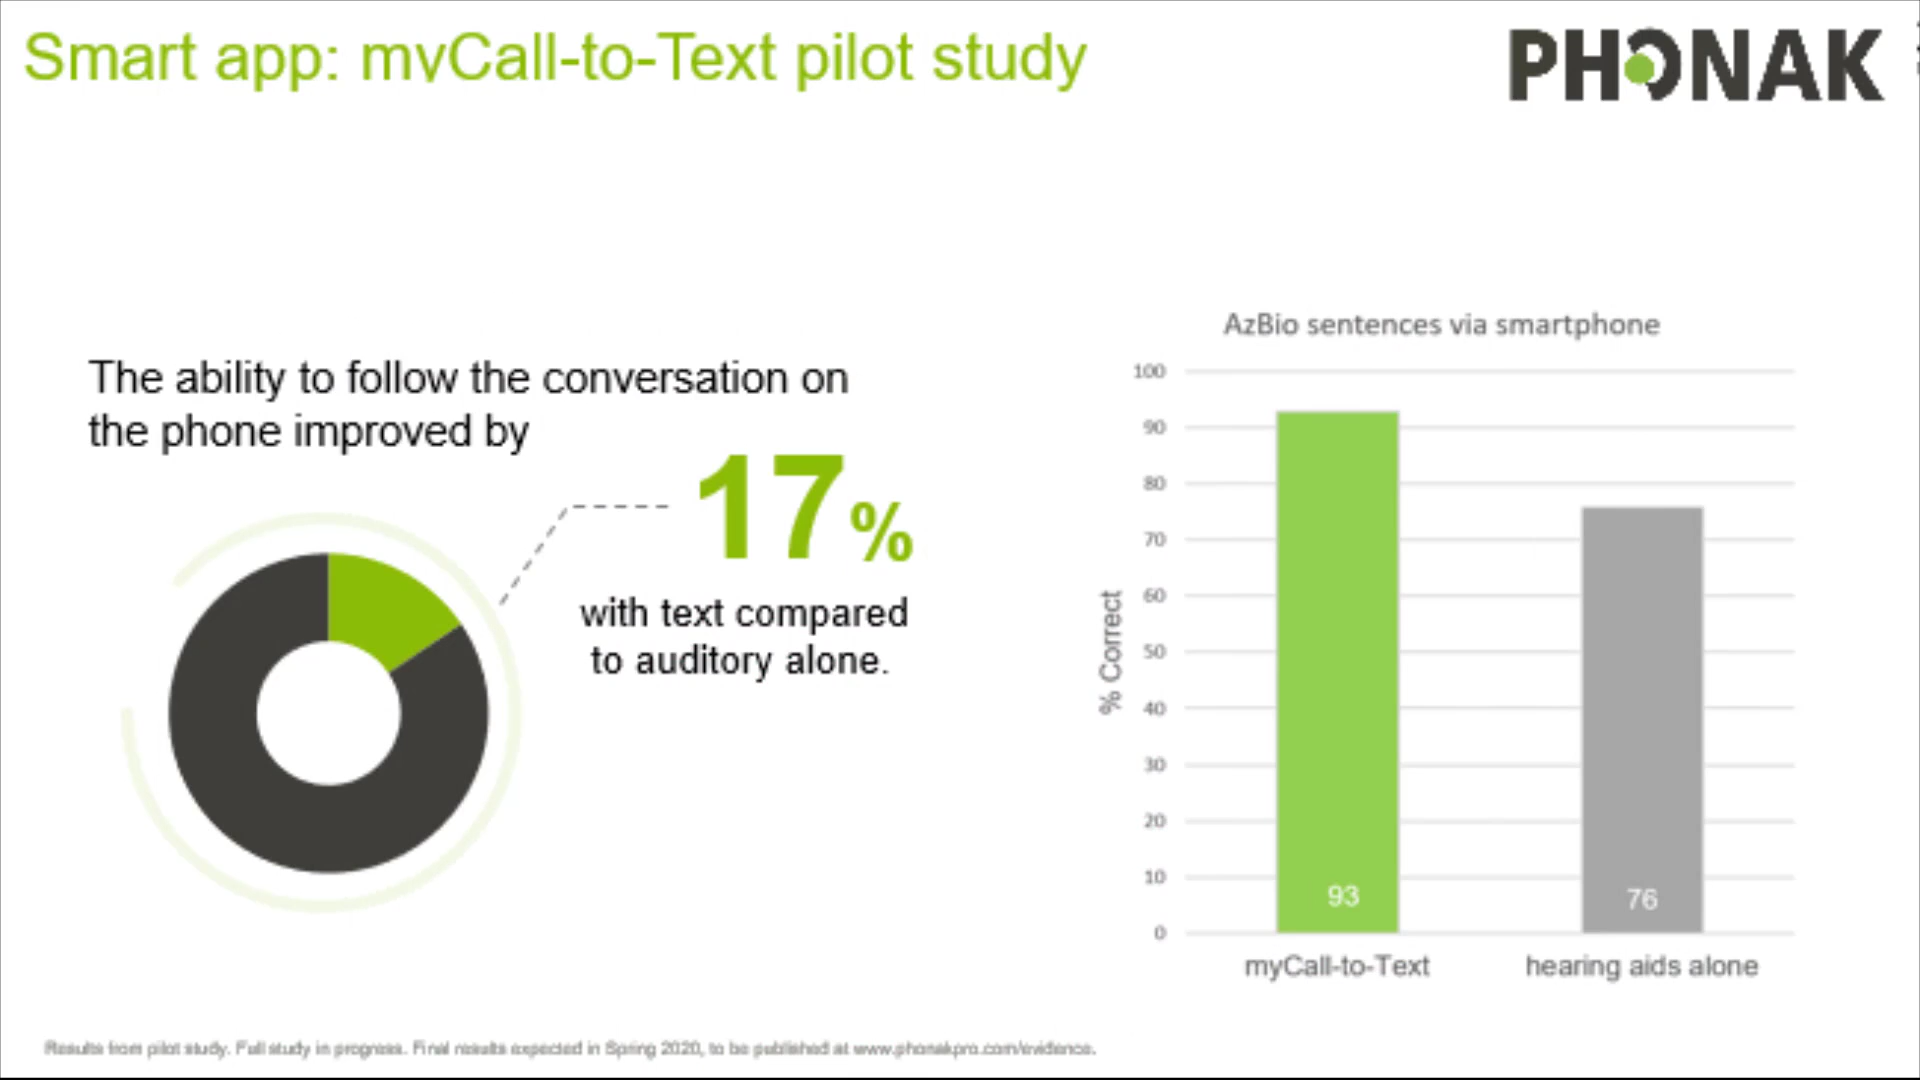 Smart app: myCall-to-Text pilot study
PHONAK
The ability to follow the conversation on
the phone improved by
17%
with text compared
to auditory alone.
AzBio sentences via smartphone
% Correct
100
90
80
70
60
50
40
30
20
10
0
93
76
myCall-to-Text
hearing aids alone
Results from pilot study. Full study in progress. Final results expected in Spring 2020, to be published at www.phonakpro.com/evidence.